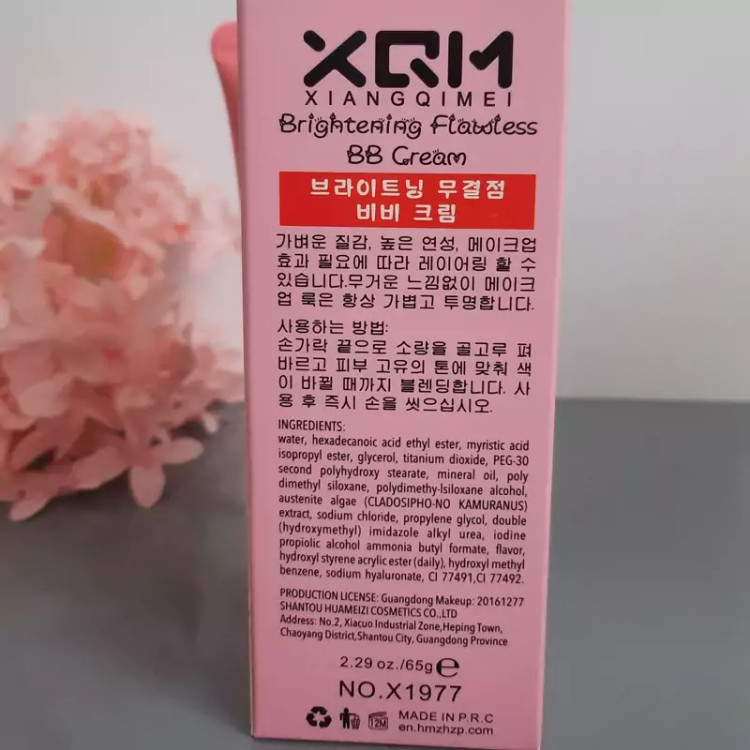 XQM
XIANGQIMEI
Brightening Flawless
BB Cream
브라이트닝 무결점
비비 크림
가벼운 질감, 높은 연성, 메이크업
효과 필요에 따라 레이어링 할 수
있습니다.무거운 느낌없이 메이크
업 룩은 항상 가볍고 투명합니다.
사용하는 방법:
손가락 끝으로 소량을 골고루 펴
바르고 피부 고유의 톤에 맞춰 색
이 바뀔 때까지 블렌딩합니다. 사
용 후 즉시 손을 씻으십시오.
INGREDIENTS:
water, hexadecanoic acid ethyl ester, myristic acid
isopropyl ester, glycerol, titanium dioxide, PEG-30
second polyhydroxy stearate, mineral oil, poly
dimethyl siloxane, polydimethy-lsiloxane alcohol,
austenite algae (CLADOSIPHO-NO KAMURANUS)
extract, sodium chloride, propylene glycol, double
(hydroxymethyl) imidazole alkyl urea, iodine
propiolic alcohol ammonia butyl formate, flavor,
hydroxyl styrene acrylic ester (daily), hydroxyl methyl
benzene, sodium hyaluronate, CI 77491,CI 77492.
PRODUCTION LICENSE: Guangdong Makeup: 20161277
SHANTOU HUAMEIZI COSMETICS CO.,LTD
Address: No.2, Xiacuo Industrial Zone,Heping Town,
Chaoyang District,Shantou City, Guangdong Province
2.29 oz./65g e
NO.X1977
12M
MADE IN P.R.C
en.hmzhzp.com